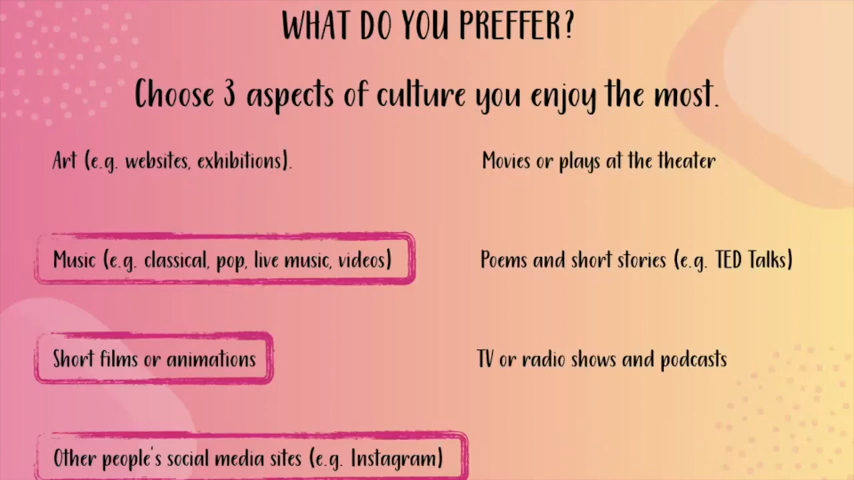 WHAT DO YOU PREFFER?
Choose 3 aspects of culture you enjoy the most.
Art (e.g. websites, exhibitions).
Movies or plays at the theater
Music (e.g. classical, pop, live music, videos)
Poems and short stories (e.g. TED Talks)
Short films or animations
TV or radio shows and podcasts
Other people's social media sites (e.g. Instagram)